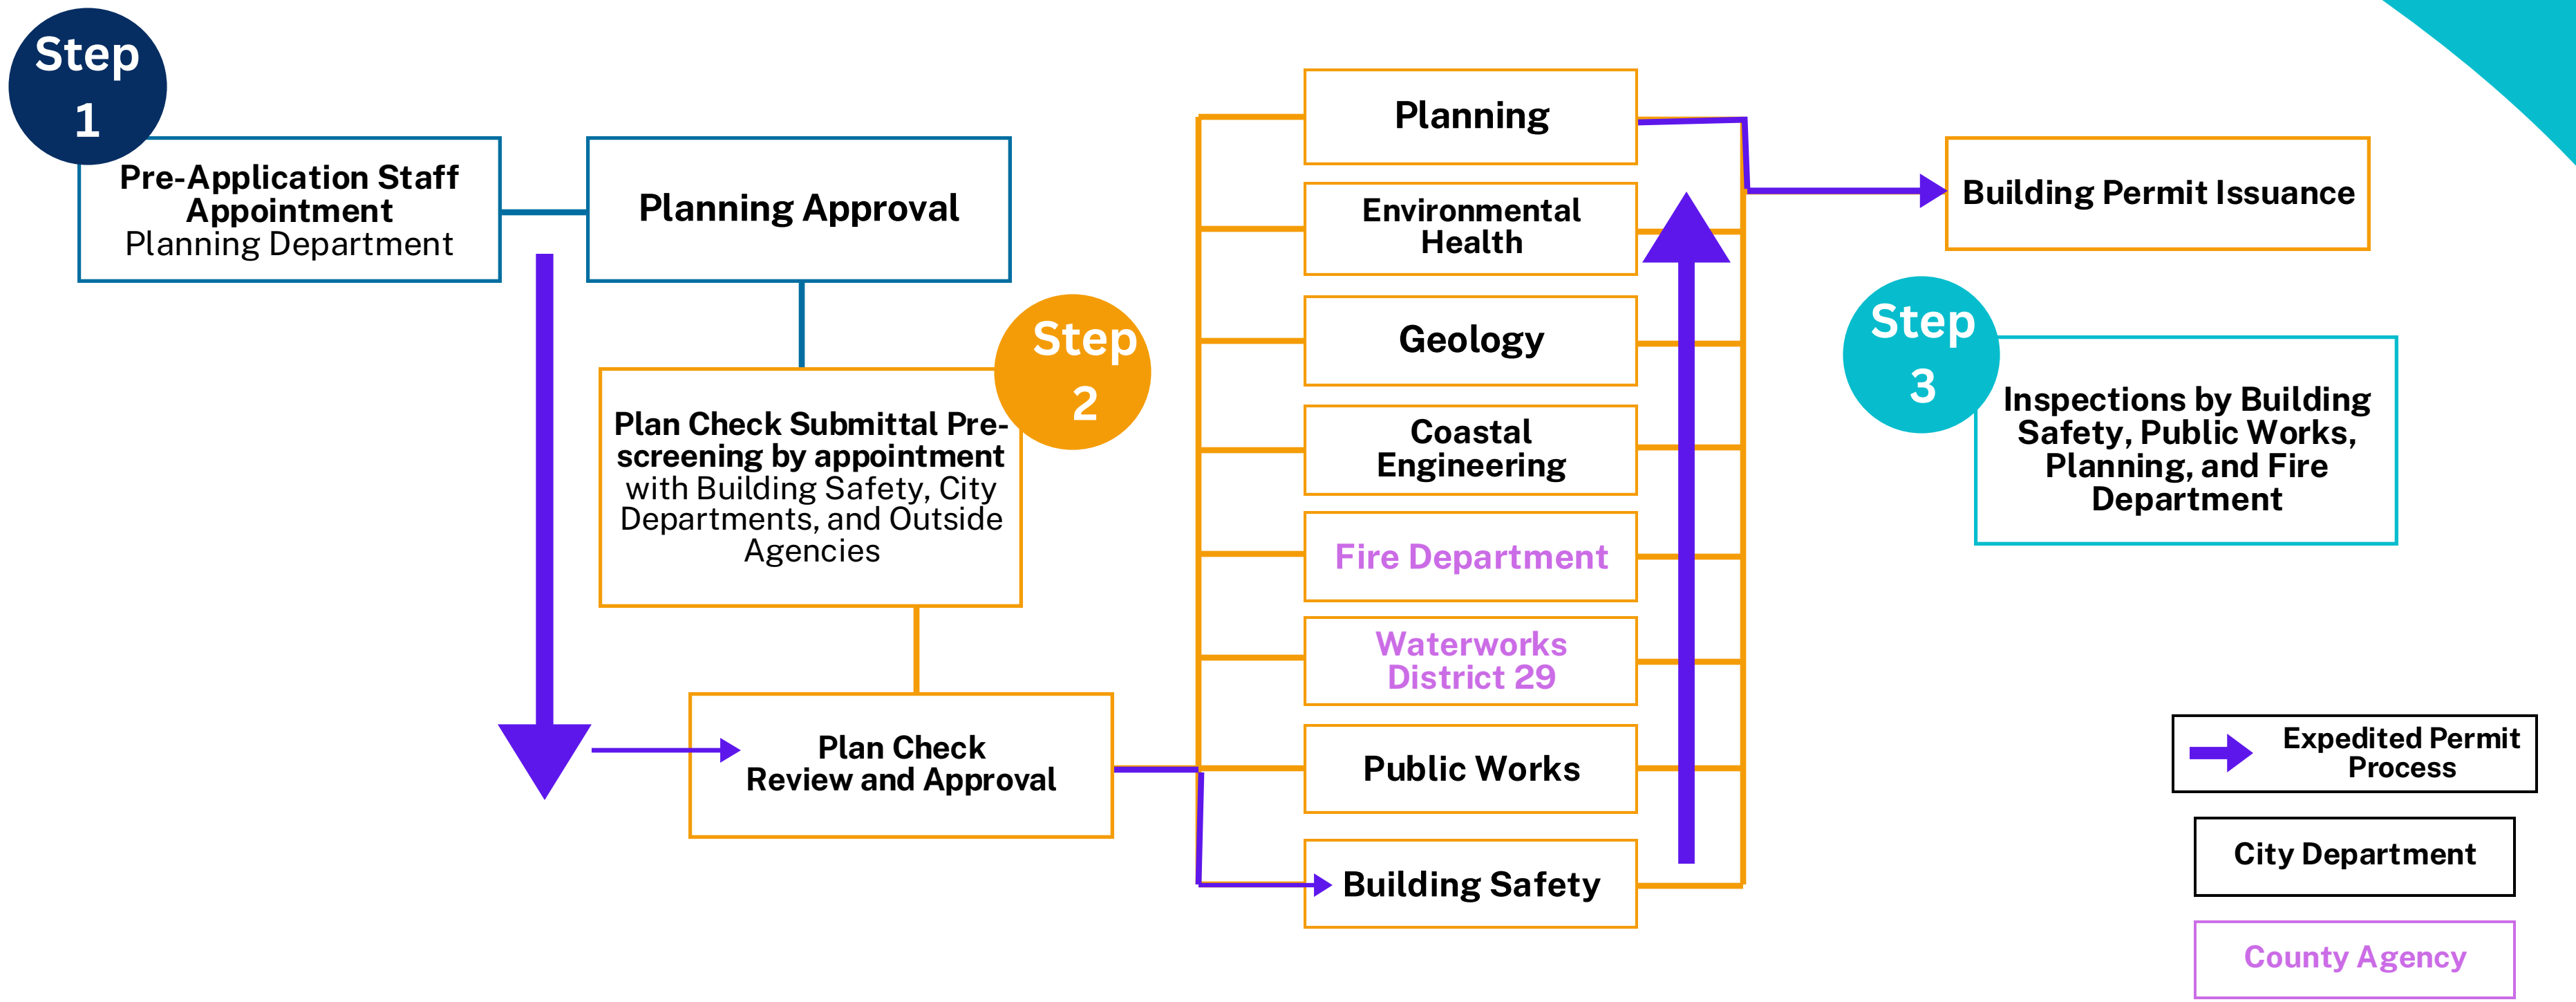 Step
1
Pre-Application Staff
Appointment
Planning Department
Planning Approval
Step
2
Plan Check Submittal Pre-
screening by appointment
with Building Safety, City
Departments, and Outside
Agencies
Plan Check
Review and Approval
Planning
Environmental
Health
Geology
Coastal
Engineering
Fire Department
Waterworks
District 29
Public Works
Building Safety
Building Permit Issuance
Step
3
Inspections by Building
Safety, Public Works,
Planning, and Fire
Department
Expedited Permit
Process
City Department
County Agency